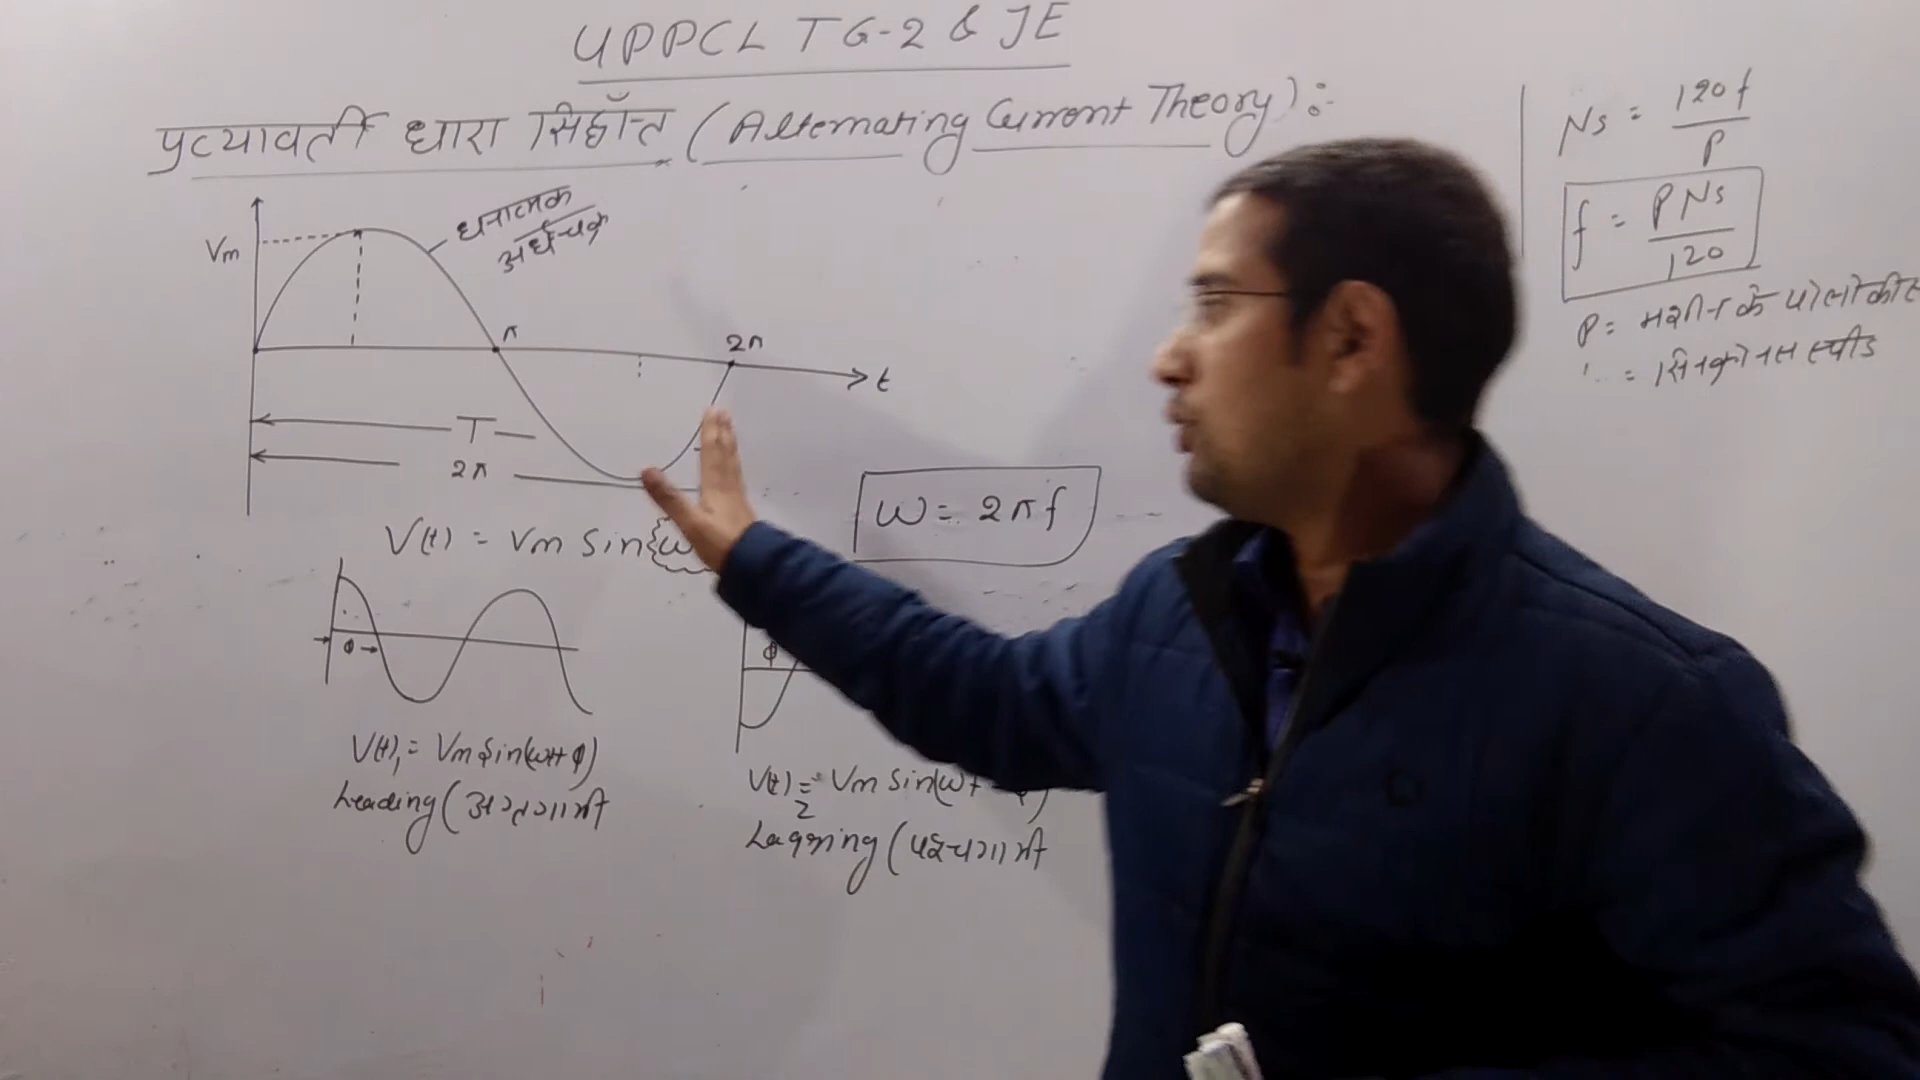 UPPCL TG-2 & JE
प्रत्यावर्ती धारा सिद्धाँन्त (Alternating Current Theory):-
Vm
धनात्मक
अर्धचक्र
π
2π
t
T
2π
V(t) = Vm Sin{ω
ω = 2πf
Φ
V(t)₁ = Vm Sin(ωt+Φ)
Leading (अग्रगामी
Φ
V(t)₂ = Vm Sin(ωt
Lagging (पश्चगामी
Ns = 120f
P
f = PNs
120
P = मशीन के पोलो की
= सिनक्रोनस स्पीड